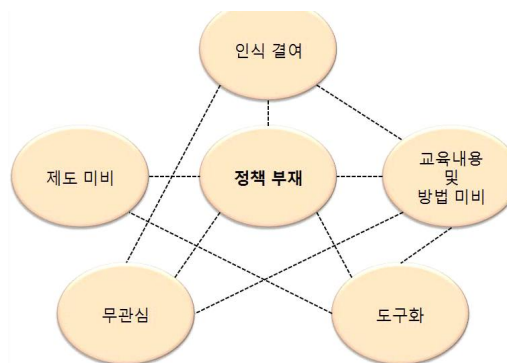 인식 결여
제도 미비
정책 부재
교육내용
및
방법 미비
무관심
도구화